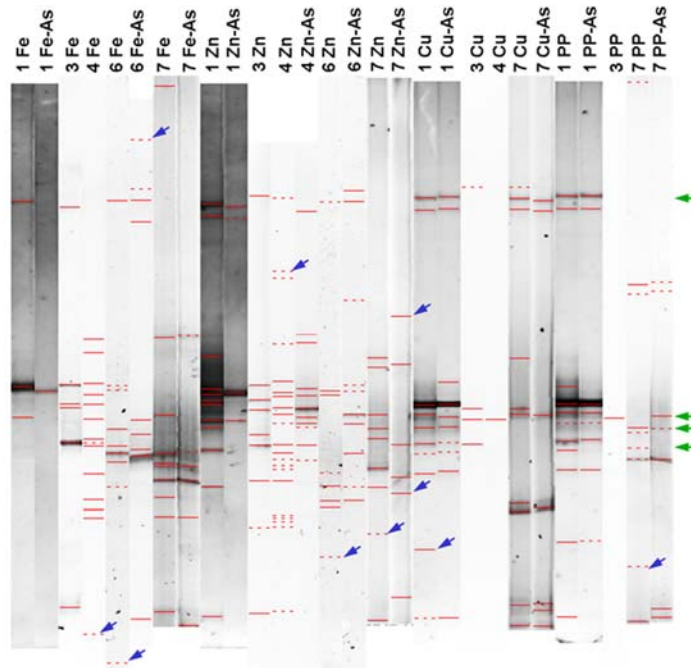 1 Fe
1 Fe-As
3 Fe
4 Fe
6 Fe
6 Fe-As
7 Fe
7 Fe-As
1 Zn
1 Zn-As
3 Zn
4 Zn
4 Zn-As
6 Zn
6 Zn-As
7 Zn
7 Zn-As
1 Cu
1 Cu-As
3 Cu
4 Cu
7 Cu
7 Cu-As
1 PP
1 PP-As
3 PP
7 PP
7 PP-As